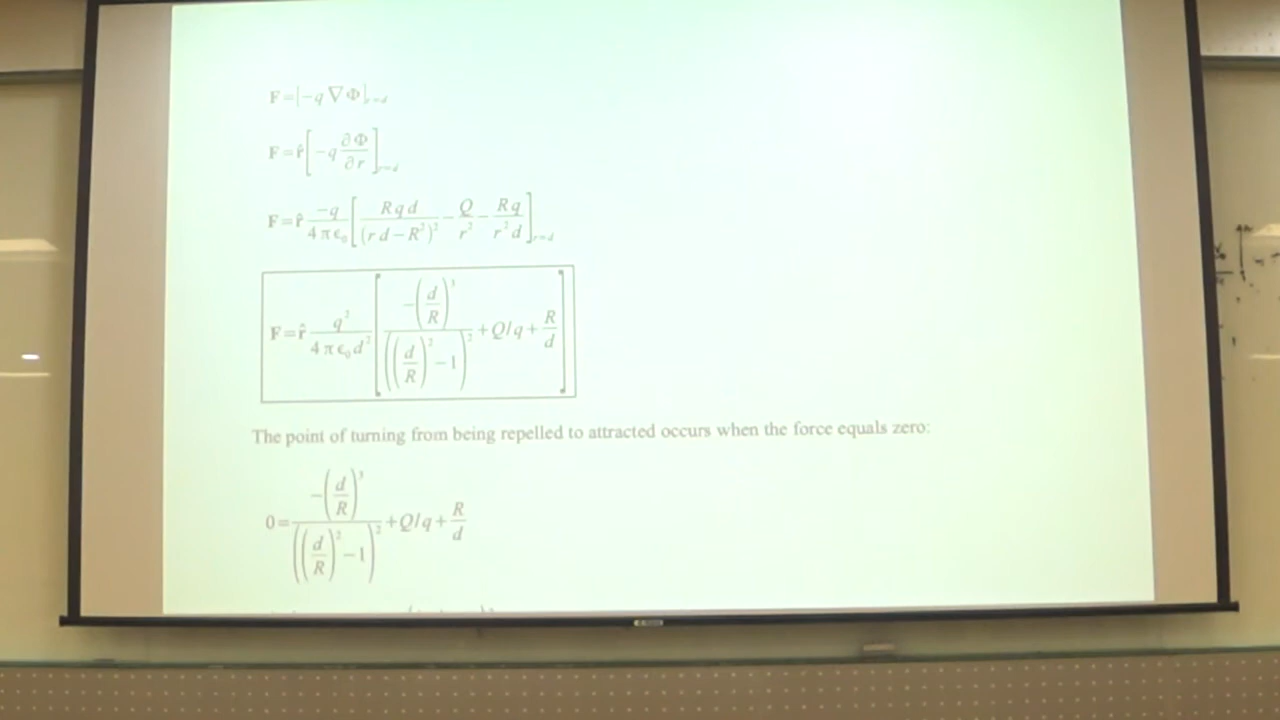 F=[−q∇Φ]r=d
F=r̂[−q ∂Φ/∂r]r=d
F=r̂ −q/4πϵ₀ [Rqd/(rd−R²)² − Q/r² − Rq/r²d]r=d
F=r̂ q²/4πϵ₀d² [−(d/R)³/((d/R)²−1)² +Q/q+ R/d]
The point of turning from being repelled to attracted occurs when the force equals zero:
0= −(d/R)³/((d/R)²−1)² +Q/q+ R/d